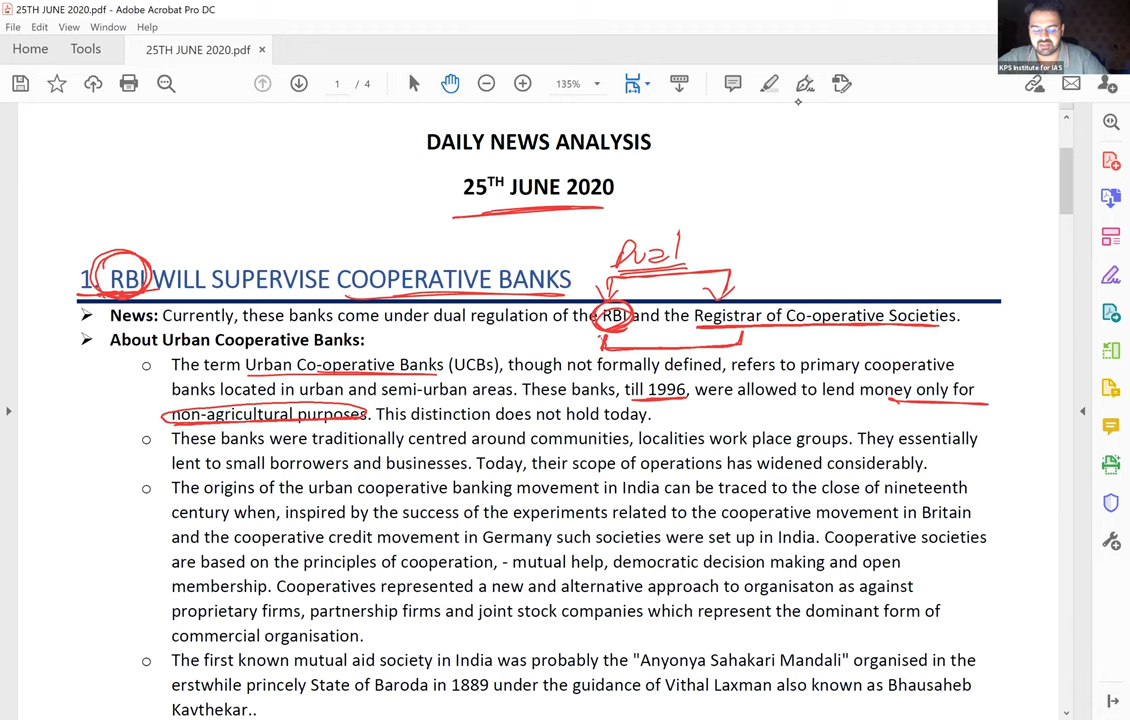 25TH JUNE 2020.pdf - Adobe Acrobat Pro DC
File Edit View Window Help
Home Tools 25TH JUNE 2020.pdf ×
1 / 4 135%
KPS Institute for IAS
DAILY NEWS ANALYSIS
25TH JUNE 2020
Dual
1. RBI WILL SUPERVISE COOPERATIVE BANKS
➤ News: Currently, these banks come under dual regulation of the RBI and the Registrar of Co-operative Societies.
➤ About Urban Cooperative Banks:
o The term Urban Co-operative Banks (UCBs), though not formally defined, refers to primary cooperative
banks located in urban and semi-urban areas. These banks, till 1996, were allowed to lend money only for
non-agricultural purposes. This distinction does not hold today.
o These banks were traditionally centred around communities, localities work place groups. They essentially
lent to small borrowers and businesses. Today, their scope of operations has widened considerably.
o The origins of the urban cooperative banking movement in India can be traced to the close of nineteenth
century when, inspired by the success of the experiments related to the cooperative movement in Britain
and the cooperative credit movement in Germany such societies were set up in India. Cooperative societies
are based on the principles of cooperation, - mutual help, democratic decision making and open
membership. Cooperatives represented a new and alternative approach to organisaton as against
proprietary firms, partnership firms and joint stock companies which represent the dominant form of
commercial organisation.
o The first known mutual aid society in India was probably the "Anyonya Sahakari Mandali" organised in the
erstwhile princely State of Baroda in 1889 under the guidance of Vithal Laxman also known as Bhausaheb
Kavthekar..